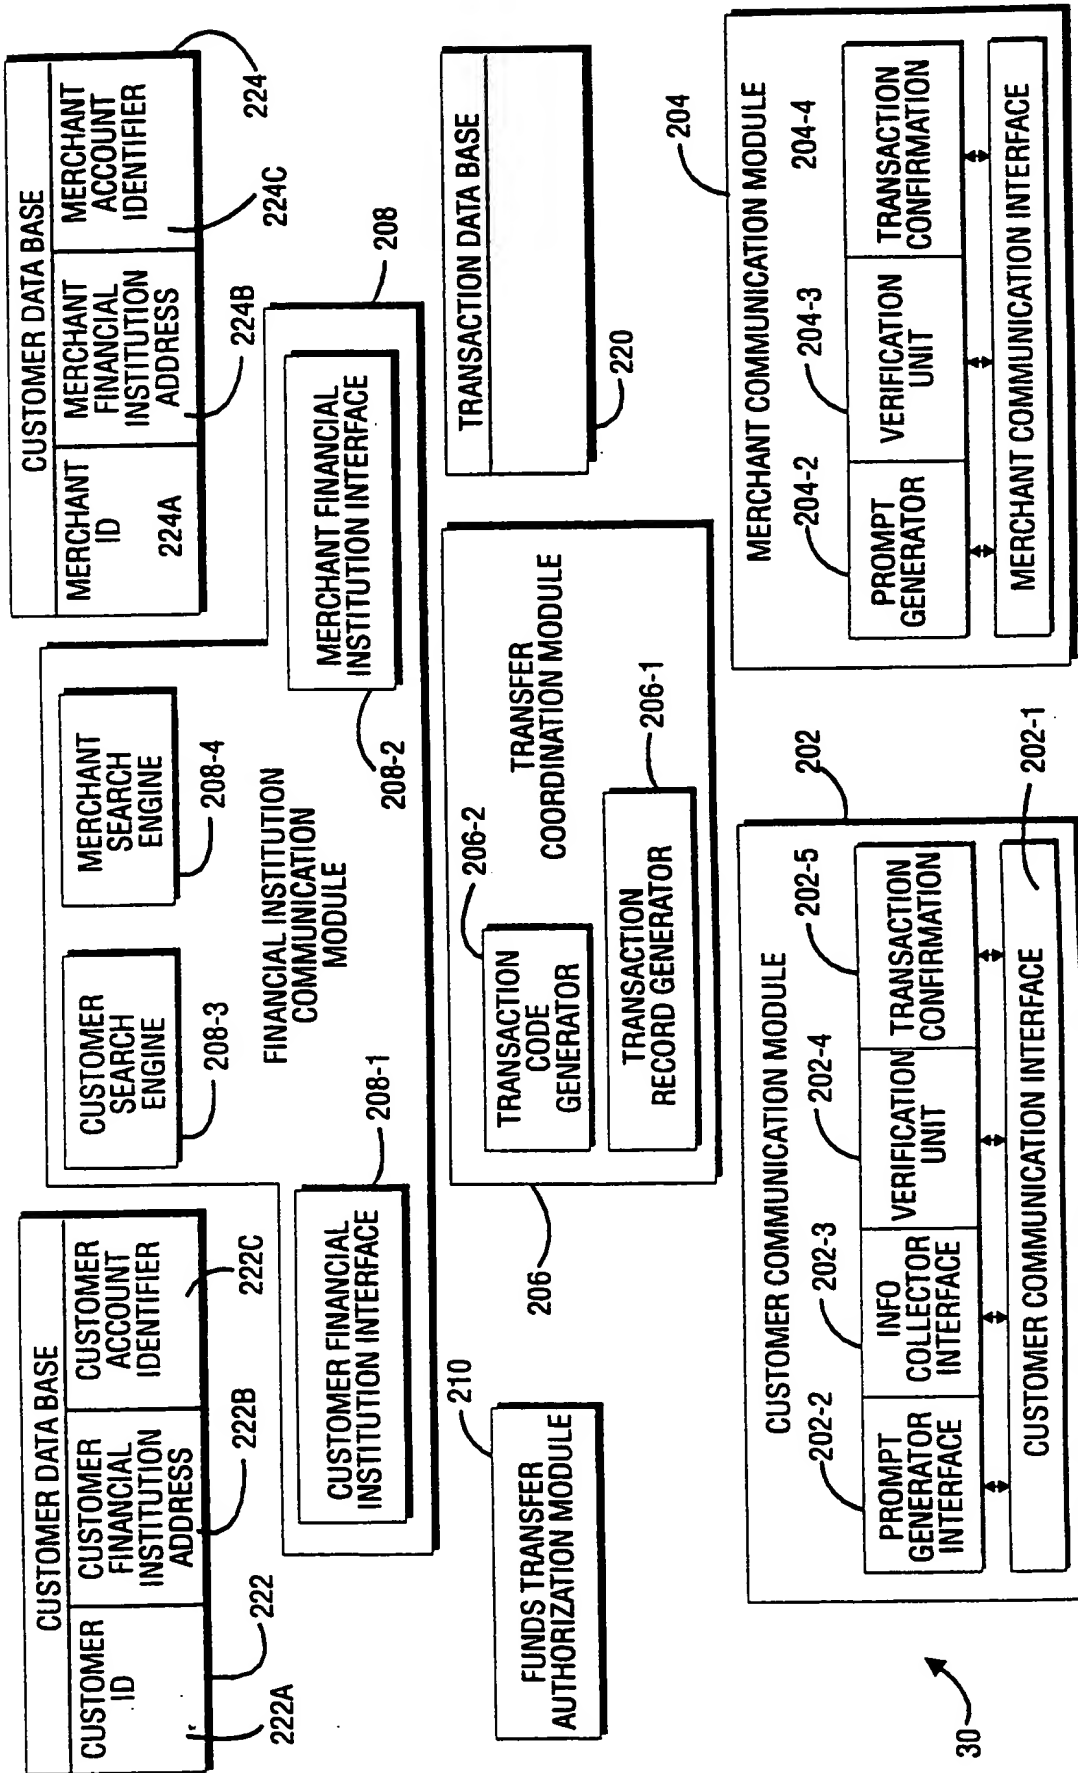 CUSTOMER DATA BASE
CUSTOMER
ID
CUSTOMER
FINANCIAL
INSTITUTION
ADDRESS
CUSTOMER
ACCOUNT
IDENTIFIER
222A
222
222B
222C
CUSTOMER
SEARCH
ENGINE
208-3
MERCHANT
SEARCH
ENGINE
208-4
FINANCIAL INSTITUTION
COMMUNICATION
MODULE
208-1
CUSTOMER FINANCIAL
INSTITUTION INTERFACE
208-2
MERCHANT FINANCIAL
INSTITUTION INTERFACE
208
CUSTOMER DATA BASE
MERCHANT
ID
224A
MERCHANT
FINANCIAL
INSTITUTION
ADDRESS
MERCHANT
ACCOUNT
IDENTIFIER
224B
224C
224
210
FUNDS TRANSFER
AUTHORIZATION MODULE
206
206-2
TRANSACTION
CODE
GENERATOR
TRANSFER
COORDINATION MODULE
TRANSACTION
RECORD GENERATOR
206-1
TRANSACTION DATA BASE
220
30
CUSTOMER COMMUNICATION MODULE
202
202-2
202-3
202-4
202-5
PROMPT
GENERATOR
INTERFACE
INFO
COLLECTOR
INTERFACE
VERIFICATION
UNIT
TRANSACTION
CONFIRMATION
CUSTOMER COMMUNICATION INTERFACE
202-1
204
MERCHANT COMMUNICATION MODULE
204-2
204-3
204-4
PROMPT
GENERATOR
VERIFICATION
UNIT
TRANSACTION
CONFIRMATION
MERCHANT COMMUNICATION INTERFACE